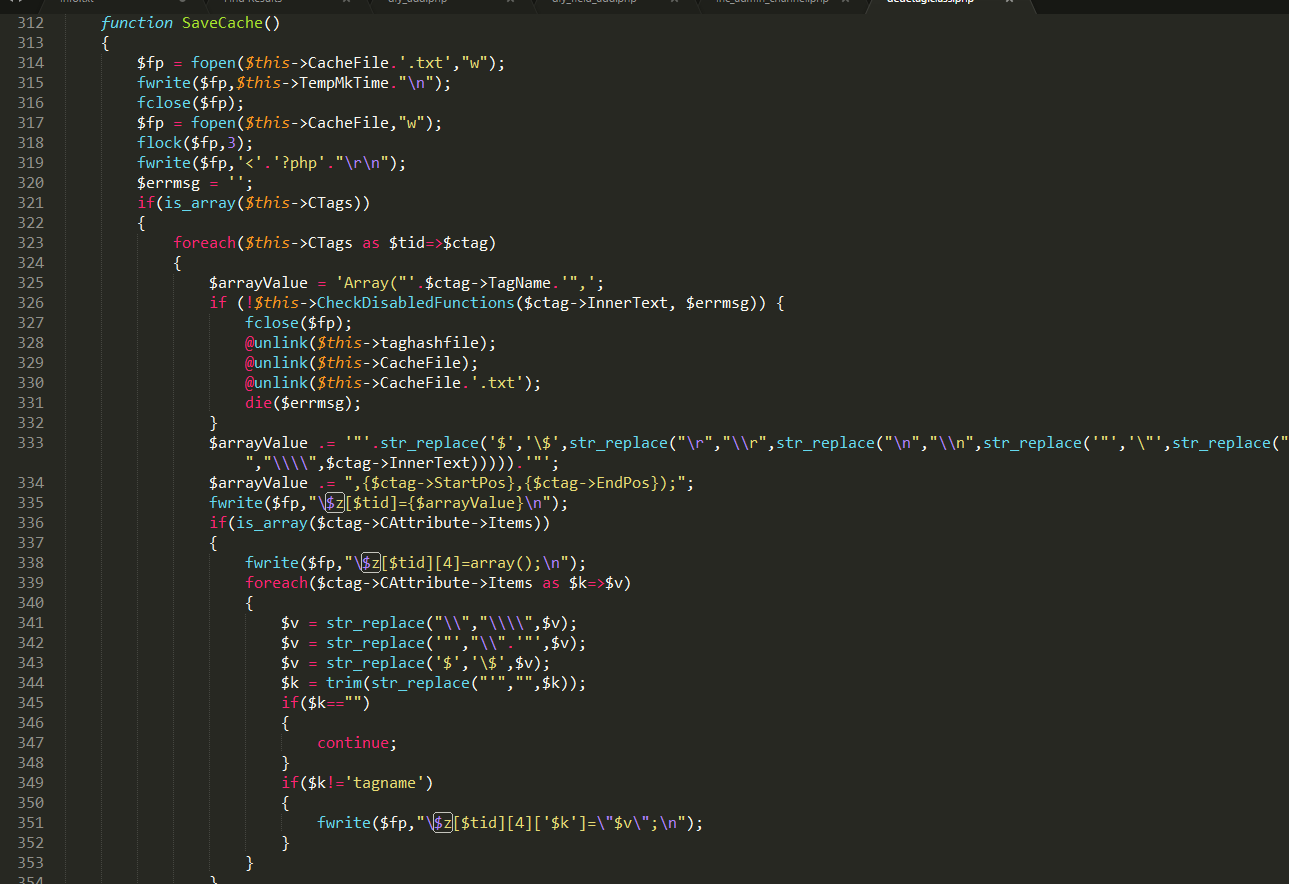 312 function SaveCache()
313 {
314 $fp = fopen($this->CacheFile.'.txt',"w");
315 fwrite($fp,$this->TempMkTime."\n");
316 fclose($fp);
317 $fp = fopen($this->CacheFile,"w");
318 flock($fp,3);
319 fwrite($fp,'<'.'?php'."\r\n");
320 $errmsg = '';
321 if(is_array($this->CTags))
322 {
323 foreach($this->CTags as $tid=>$ctag)
324 {
325 $arrayValue = 'Array("'.$ctag->TagName.'",';
326 if (!$this->CheckDisabledFunctions($ctag->InnerText, $errmsg)) {
327 fclose($fp);
328 @unlink($this->taghashfile);
329 @unlink($this->CacheFile);
330 @unlink($this->CacheFile.'.txt');
331 die($errmsg);
332 }
333 $arrayValue .= '"'.str_replace('$','\$',str_replace("\r","\\r",str_replace("\n","\\n",str_replace('"','\"',str_replace("
","\\\\",$ctag->InnerText))))).'"';
334 $arrayValue .= ",{$ctag->StartPos},{$ctag->EndPos});";
335 fwrite($fp,"\$z[$tid]={$arrayValue}\n");
336 if(is_array($ctag->CAttribute->Items))
337 {
338 fwrite($fp,"\$z[$tid][4]=array();\n");
339 foreach($ctag->CAttribute->Items as $k=>$v)
340 {
341 $v = str_replace("\\","\\\\",$v);
342 $v = str_replace('"',"\\".'"',$v);
343 $v = str_replace('$','\$',$v);
344 $k = trim(str_replace("'","",$k));
345 if($k=="")
346 {
347 continue;
348 }
349 if($k!='tagname')
350 {
351 fwrite($fp,"\$z[$tid][4]['$k']=\"$v\";\n");
352 }
353 }
354 }